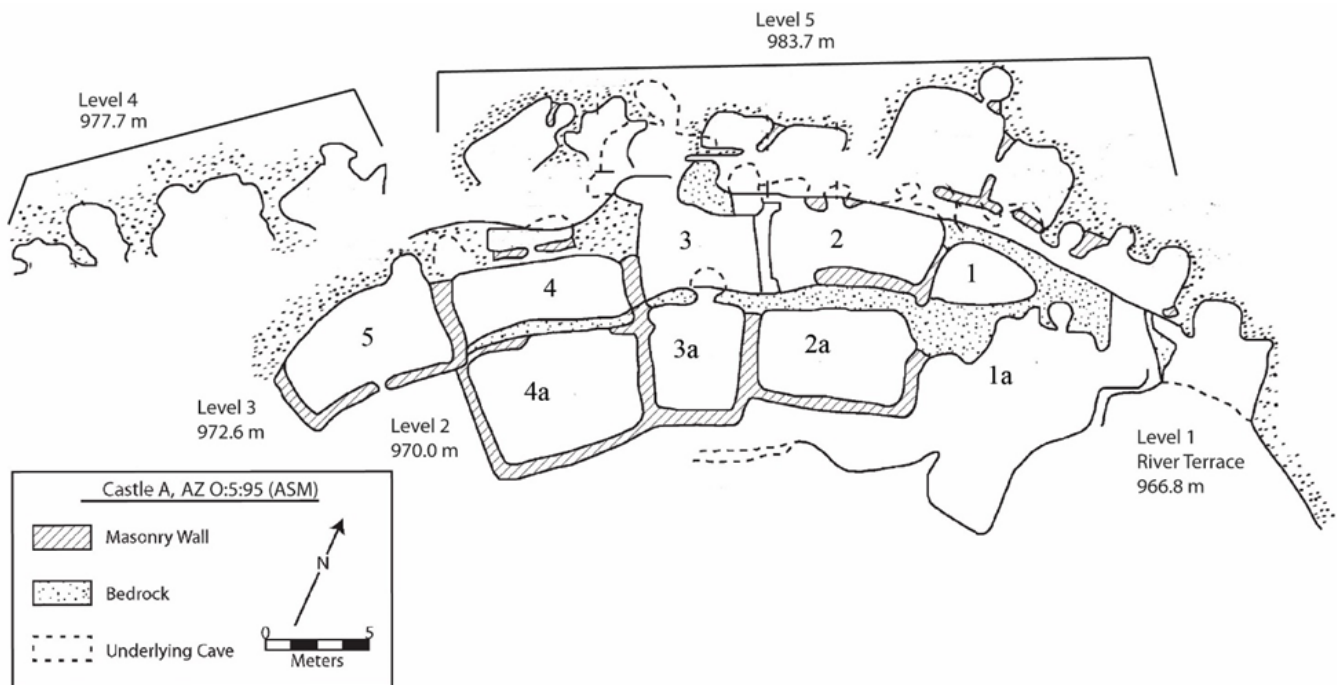 Level 5
983.7 m
Level 4
977.7 m
3
2
1
4
5
3a
2a
1a
4a
Level 3
972.6 m
Level 2
970.0 m
Level 1
River Terrace
966.8 m
Castle A, AZ O:5:95 (ASM)
Masonry Wall
Bedrock
Underlying Cave
N
0 5
Meters